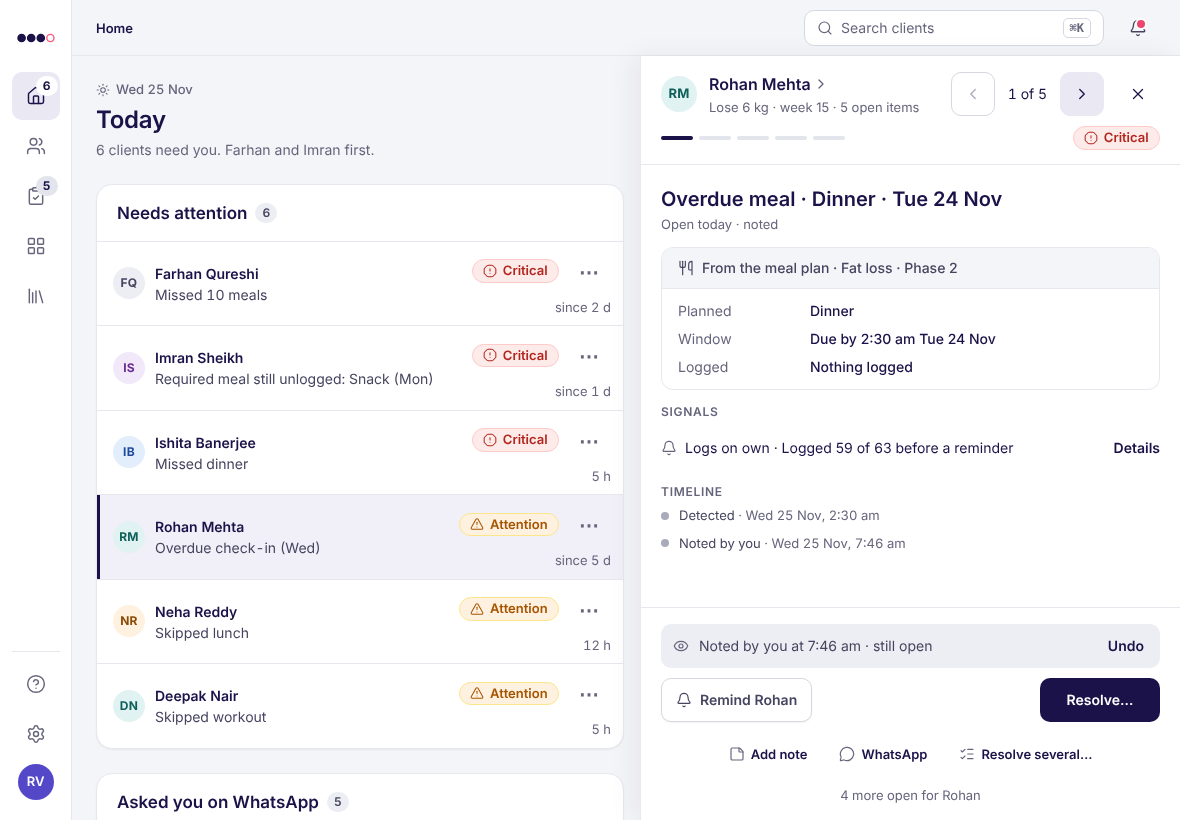 Home
Search clients
⌘K
6
5
RV
Wed 25 Nov
Today
6 clients need you. Farhan and Imran first.
Needs attention 6
FQ
Farhan Qureshi
Missed 10 meals
Critical
since 2 d
IS
Imran Sheikh
Required meal still unlogged: Snack (Mon)
Critical
since 1 d
IB
Ishita Banerjee
Missed dinner
Critical
5 h
RM
Rohan Mehta
Overdue check-in (Wed)
Attention
since 5 d
NR
Neha Reddy
Skipped lunch
Attention
12 h
DN
Deepak Nair
Skipped workout
Attention
5 h
Asked you on WhatsApp 5
RM
Rohan Mehta
Lose 6 kg · week 15 · 5 open items
1 of 5
Critical
Overdue meal · Dinner · Tue 24 Nov
Open today · noted
From the meal plan · Fat loss · Phase 2
Planned Dinner
Window Due by 2:30 am Tue 24 Nov
Logged Nothing logged
SIGNALS
Logs on own · Logged 59 of 63 before a reminder Details
TIMELINE
Detected · Wed 25 Nov, 2:30 am
Noted by you · Wed 25 Nov, 7:46 am
Noted by you at 7:46 am · still open Undo
Remind Rohan Resolve...
Add note WhatsApp Resolve several...
4 more open for Rohan